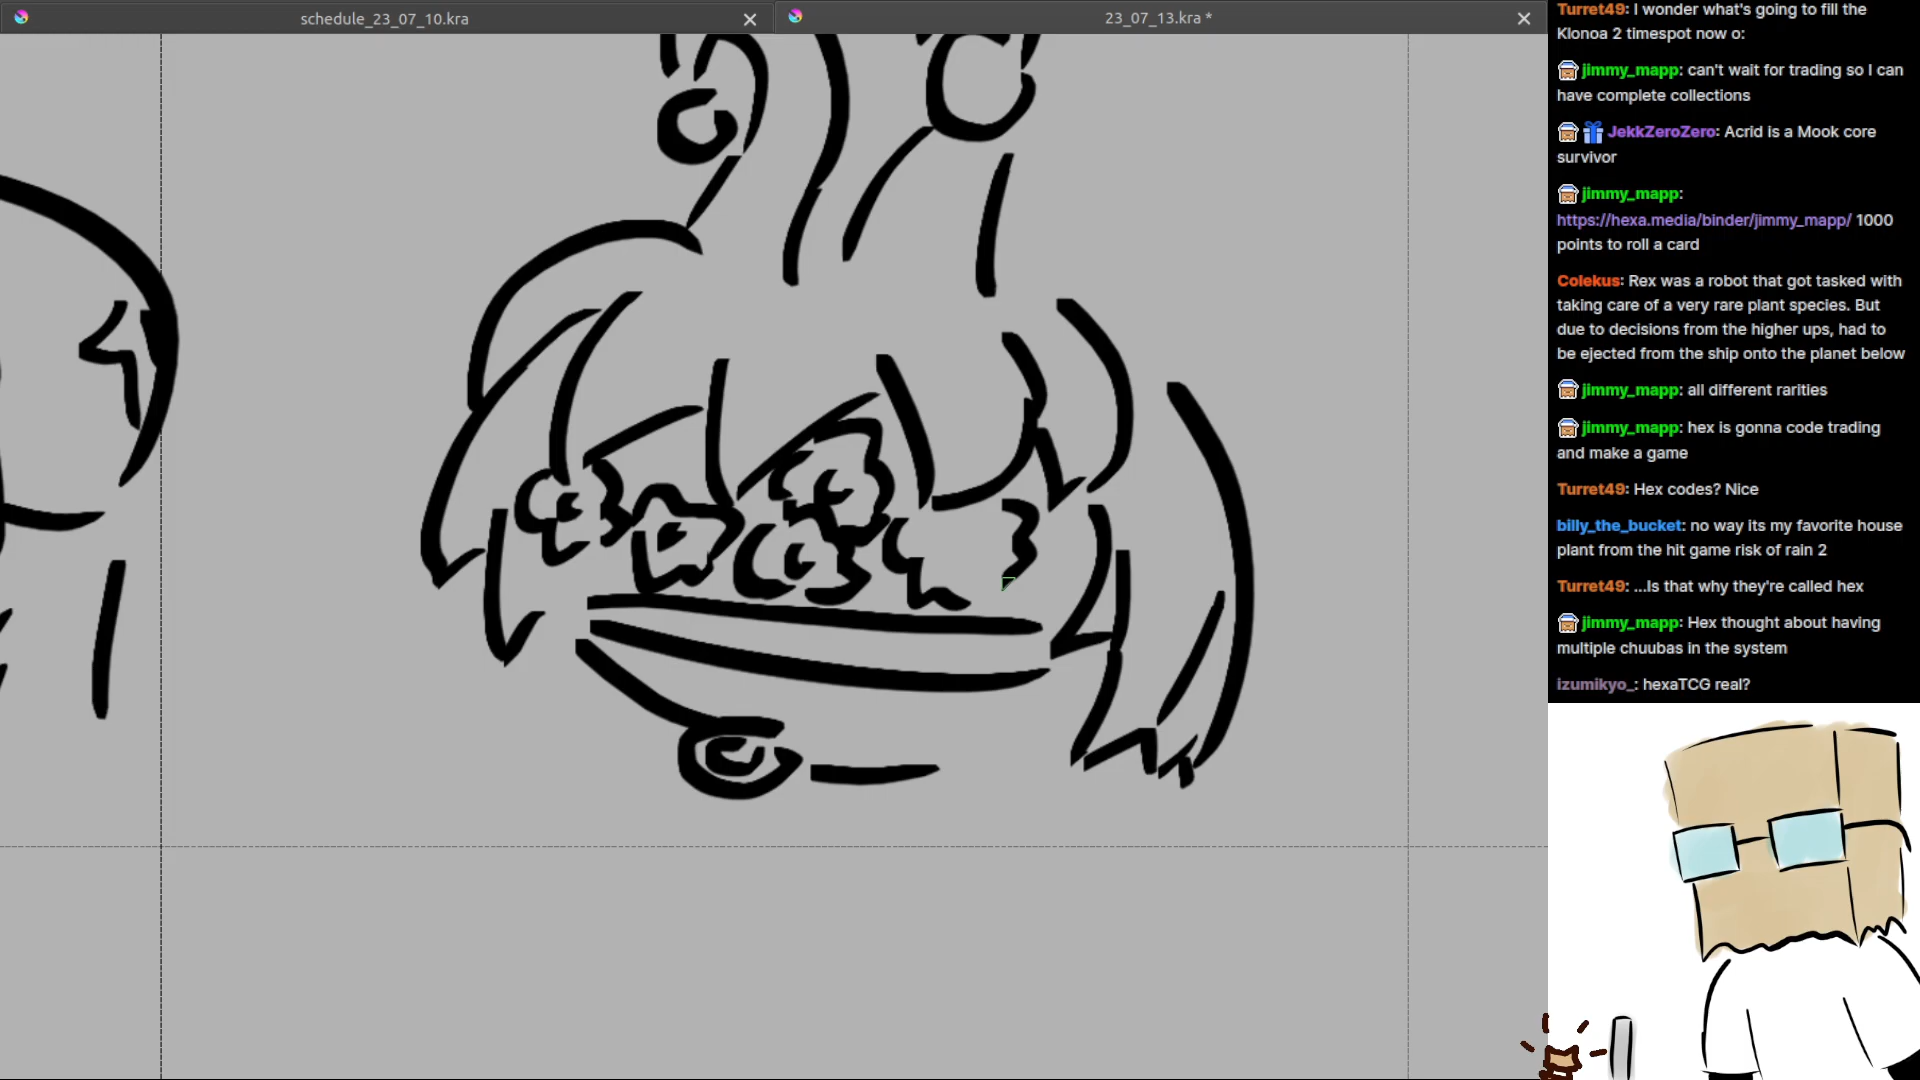 schedule_23_07_10.kra
23_07_13.kra *
Turret49: I wonder what's going to fill the
Klonoa 2 timespot now o:
jimmy_mapp: can't wait for trading so I can
have complete collections
JekkZeroZero: Acrid is a Mook core
survivor
jimmy_mapp:
https://hexa.media/binder/jimmy_mapp/ 1000
points to roll a card
Colekus: Rex was a robot that got tasked with
taking care of a very rare plant species. But
due to decisions from the higher ups, had to
be ejected from the ship onto the planet below
jimmy_mapp: all different rarities
jimmy_mapp: hex is gonna code trading
and make a game
Turret49: Hex codes? Nice
billy_the_bucket: no way its my favorite house
plant from the hit game risk of rain 2
Turret49: ...Is that why they're called hex
jimmy_mapp: Hex thought about having
multiple chuubas in the system
izumikyo_: hexaTCG real?